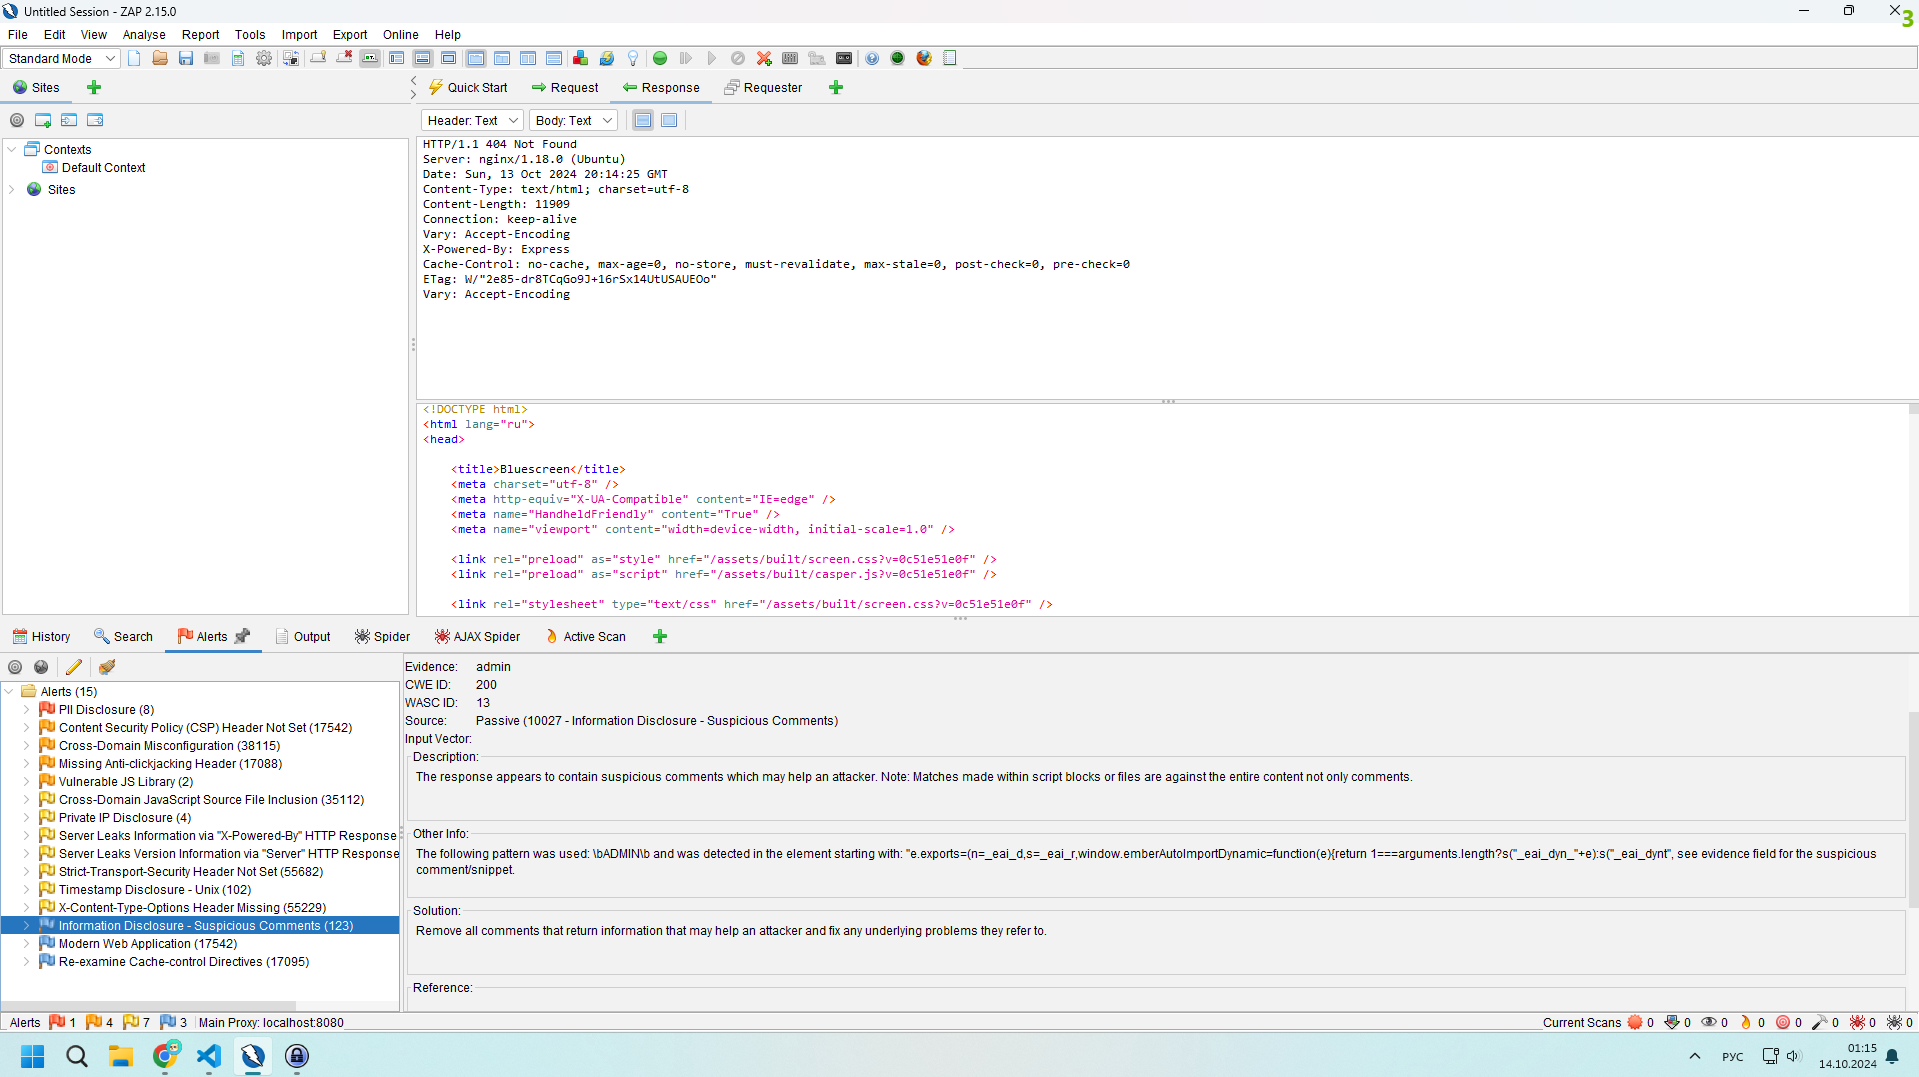 Untitled Session - ZAP 2.15.0
3
File Edit View Analyse Report Tools Import Export Online Help
Standard Mode
Sites
Quick Start Request Response Requester
Header: Text Body: Text
Contexts
Default Context
Sites
HTTP/1.1 404 Not Found
Server: nginx/1.18.0 (Ubuntu)
Date: Sun, 13 Oct 2024 20:14:25 GMT
Content-Type: text/html; charset=utf-8
Content-Length: 11909
Connection: keep-alive
Vary: Accept-Encoding
X-Powered-By: Express
Cache-Control: no-cache, max-age=0, no-store, must-revalidate, max-stale=0, post-check=0, pre-check=0
ETag: W/"2e85-dr8TCqGo9J+16rSx14UtUSAUEOo"
Vary: Accept-Encoding
<!DOCTYPE html>
<html lang="ru">
<head>
<title>Bluescreen</title>
<meta charset="utf-8" />
<meta http-equiv="X-UA-Compatible" content="IE=edge" />
<meta name="HandheldFriendly" content="True" />
<meta name="viewport" content="width=device-width, initial-scale=1.0" />
<link rel="preload" as="style" href="/assets/built/screen.css?v=0c51e51e0f" />
<link rel="preload" as="script" href="/assets/built/casper.js?v=0c51e51e0f" />
<link rel="stylesheet" type="text/css" href="/assets/built/screen.css?v=0c51e51e0f" />
History Search Alerts Output Spider AJAX Spider Active Scan
Alerts (15)
PII Disclosure (8)
Content Security Policy (CSP) Header Not Set (17542)
Cross-Domain Misconfiguration (38115)
Missing Anti-clickjacking Header (17088)
Vulnerable JS Library (2)
Cross-Domain JavaScript Source File Inclusion (35112)
Private IP Disclosure (4)
Server Leaks Information via "X-Powered-By" HTTP Response
Server Leaks Version Information via "Server" HTTP Response
Strict-Transport-Security Header Not Set (55682)
Timestamp Disclosure - Unix (102)
X-Content-Type-Options Header Missing (55229)
Information Disclosure - Suspicious Comments (123)
Modern Web Application (17542)
Re-examine Cache-control Directives (17095)
Evidence: admin
CWE ID: 200
WASC ID: 13
Source: Passive (10027 - Information Disclosure - Suspicious Comments)
Input Vector:
Description:
The response appears to contain suspicious comments which may help an attacker. Note: Matches made within script blocks or files are against the entire content not only comments.
Other Info:
The following pattern was used: \bADMIN\b and was detected in the element starting with: "e.exports=(n=_eai_d,s=_eai_r,window.emberAutoImportDynamic=function(e){return 1===arguments.length?s("_eai_dyn_"+e):s("_eai_dynt", see evidence field for the suspicious
comment/snippet.
Solution:
Remove all comments that return information that may help an attacker and fix any underlying problems they refer to.
Reference:
Alerts 1 4 7 3 Main Proxy: localhost:8080
Current Scans 0 0 0 0 0 0 0 0
РУС
01:15
14.10.2024